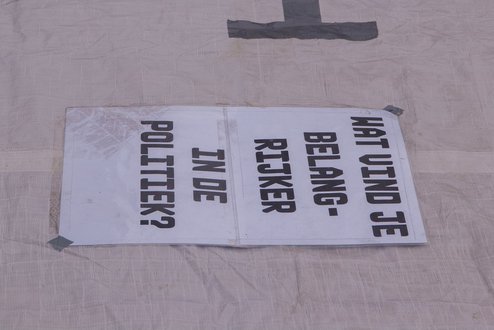 WAT VIND JE
BELANG-
RIJKER
IN DE
POLITIEK?